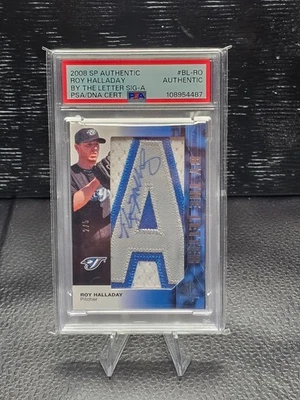 2008 SP AUTHENTIC #BL-RO
ROY HALLADAY AUTHENTIC
BY THE LETTER SIG-A
PSA/DNA CERT PSA 108954487
A
ROY HALLADAY
Pitcher